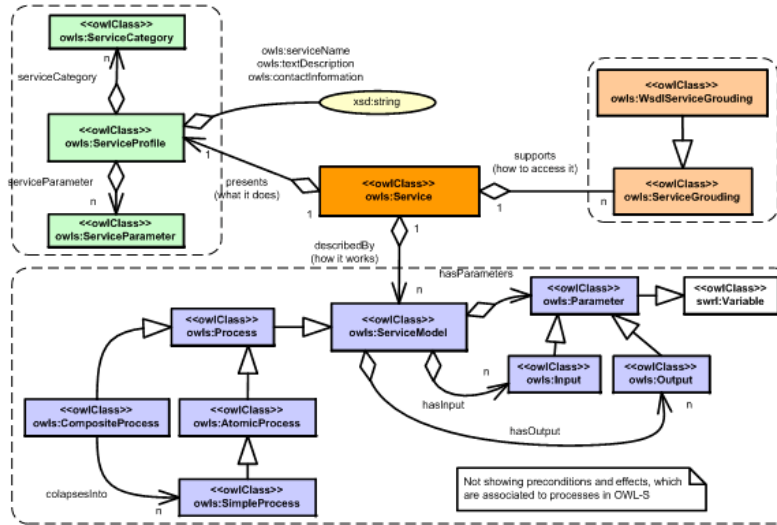 <<owlClass>>
owls:ServiceCategory
n
serviceCategory
owls:serviceName
owls:textDescription
owls:contactInformation
xsd:string
<<owlClass>>
owls:WsdlServiceGrouding
<<owlClass>>
owls:ServiceProfile
1
serviceParameter
n
<<owlClass>>
owls:ServiceParameter
presents
(what it does)
1
<<owlClass>>
owls:Service
1
1
supports
(how to access it)
n
<<owlClass>>
owls:ServiceGrouding
describedBy
(how it works)
n
hasParameters
<<owlClass>>
owls:Process
<<owlClass>>
owls:ServiceModel
<<owlClass>>
owls:Parameter
<<owlClass>>
swrl:Variable
n
<<owlClass>>
owls:Input
<<owlClass>>
owls:Output
n
hasInput
hasOutput
<<owlClass>>
owls:CompositeProcess
<<owlClass>>
owls:AtomicProcess
colapsesInto
n
<<owlClass>>
owls:SimpleProcess
Not showing preconditions and effects, which
are associated to processes in OWL-S